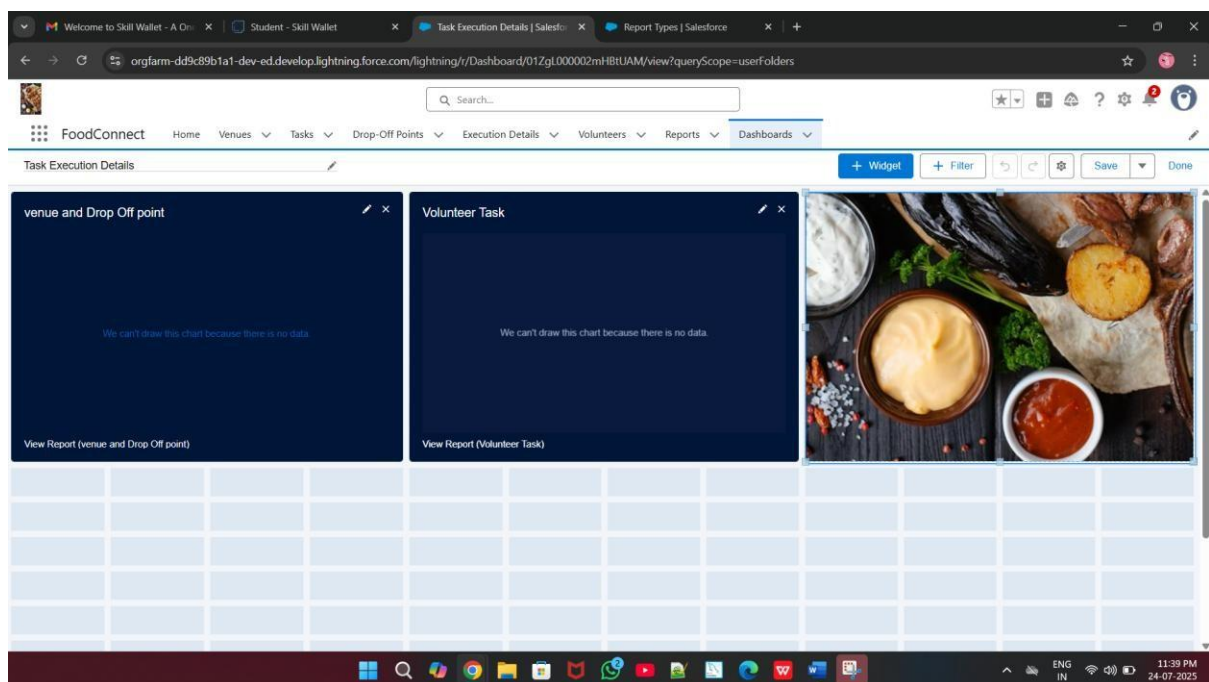 Welcome to Skill Wallet - A On
Student - Skill Wallet
Task Execution Details | Salesfo
Report Types | Salesforce
orgfarm-dd9c89b1a1-dev-ed.develop.lightning.force.com/lightning/r/Dashboard/01ZgL000002mHBtUAM/view?queryScope=userFolders
Search...
2
FoodConnect Home Venues Tasks Drop-Off Points Execution Details Volunteers Reports Dashboards
Task Execution Details
+ Widget + Filter Save Done
venue and Drop Off point
Volunteer Task
We can't draw this chart because there is no data.
We can't draw this chart because there is no data.
View Report (venue and Drop Off point)
View Report (Volunteer Task)
ENG
IN
11:39 PM
24-07-2025